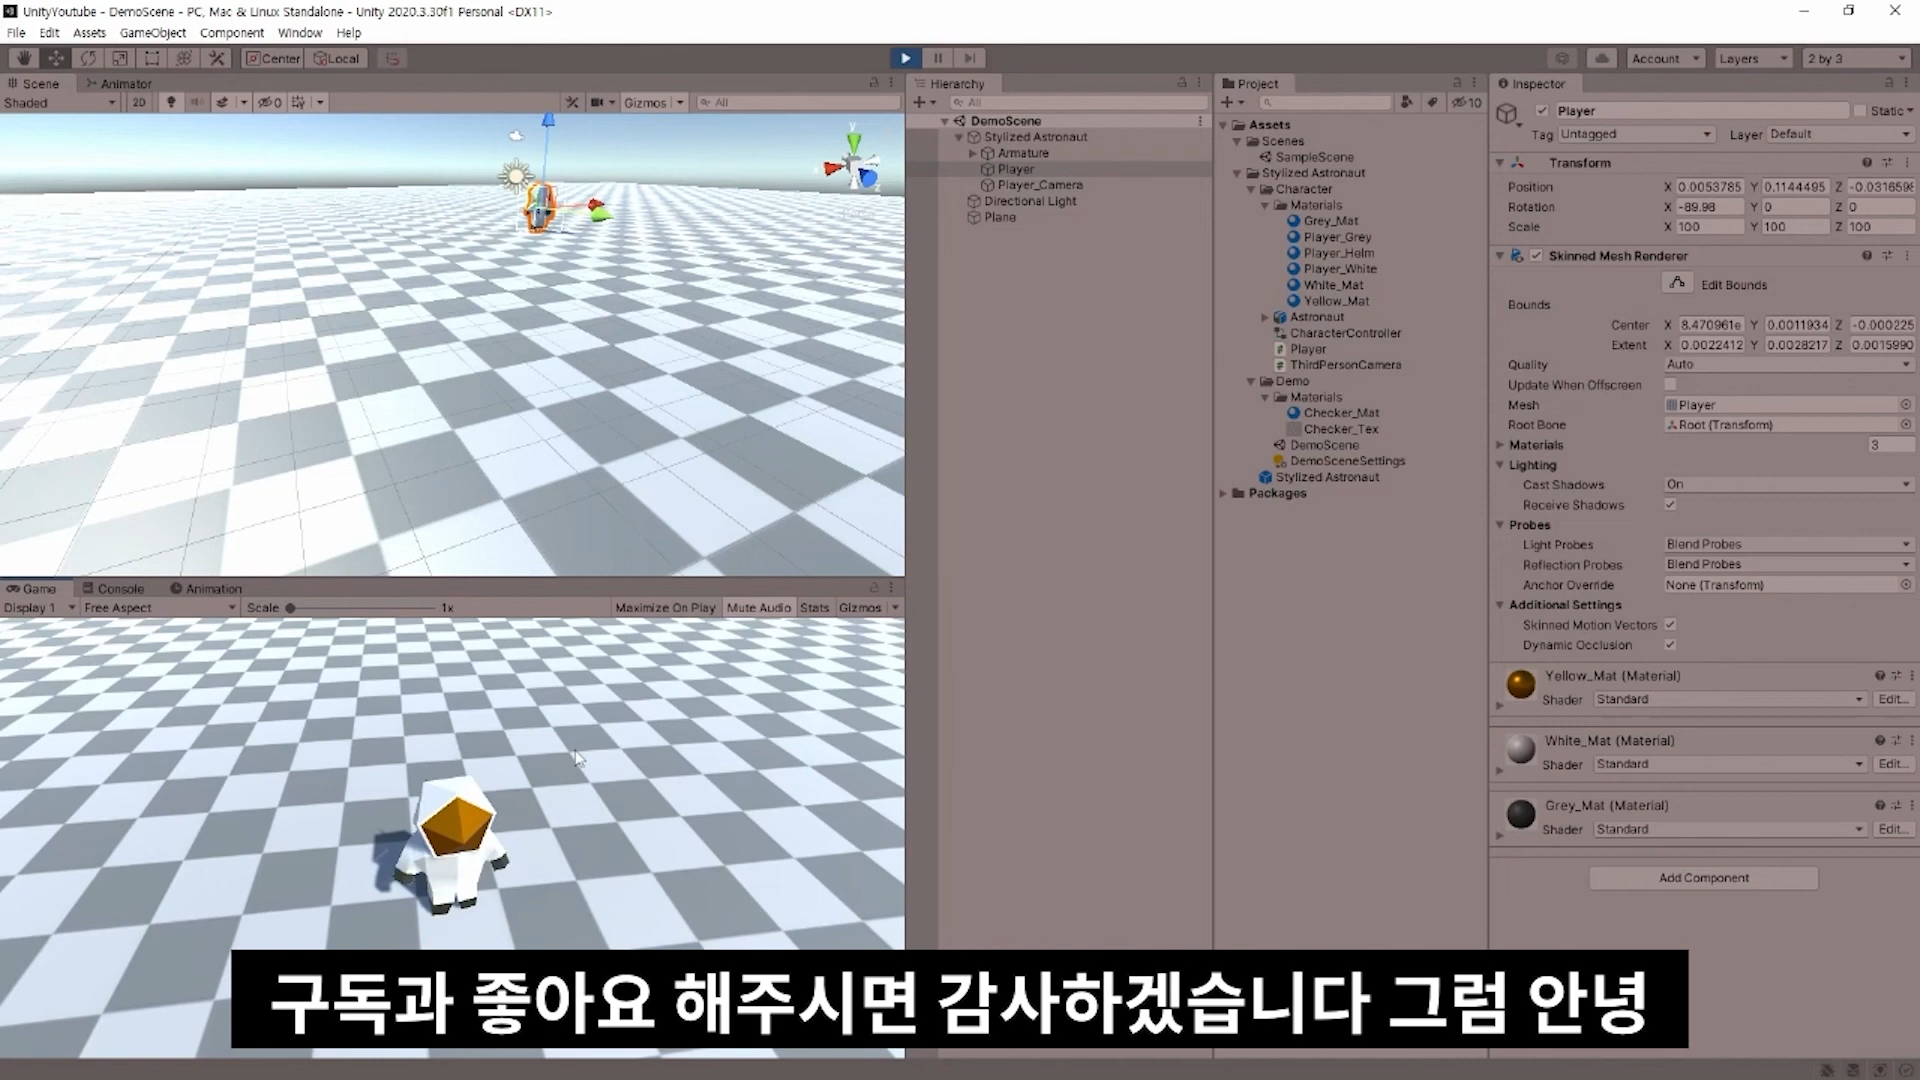 UnityYoutube - DemoScene - PC, Mac & Linux Standalone - Unity 2020.3.30f1 Personal <DX11>
File Edit Assets GameObject Component Window Help
Center Local Account Layers 2 by 3
Scene Animator
Shaded 2D 0 Gizmos All
Hierarchy
All
DemoScene
Stylized Astronaut
Armature
Player
Player_Camera
Directional Light
Plane
Project
10
Assets
Scenes
SampleScene
Stylized Astronaut
Character
Materials
Grey_Mat
Player_Grey
Player_Helm
Player_White
White_Mat
Yellow_Mat
Astronaut
CharacterController
Player
ThirdPersonCamera
Demo
Materials
Checker_Mat
Checker_Tex
DemoScene
DemoSceneSettings
Stylized Astronaut
Packages
Inspector
Player Static
Tag Untagged Layer Default
Transform
Position X 0.0053785 Y 0.1144495 Z -0.0316598
Rotation X -89.98 Y 0 Z 0
Scale X 100 Y 100 Z 100
Skinned Mesh Renderer
Edit Bounds
Bounds
Center X 8.470961e Y 0.0011934 Z -0.000225
Extent X 0.0022412 Y 0.0028217 Z 0.0015990
Quality Auto
Update When Offscreen
Mesh Player
Root Bone Root (Transform)
Materials 3
Lighting
Cast Shadows On
Receive Shadows
Probes
Light Probes Blend Probes
Reflection Probes Blend Probes
Anchor Override None (Transform)
Additional Settings
Skinned Motion Vectors
Dynamic Occlusion
Yellow_Mat (Material)
Shader Standard Edit...
White_Mat (Material)
Shader Standard Edit...
Grey_Mat (Material)
Shader Standard Edit...
Add Component
Game Console Animation
Display 1 Free Aspect Scale 1x Maximize On Play Mute Audio Stats Gizmos
구독과 좋아요 해주시면 감사하겠습니다 그럼 안녕